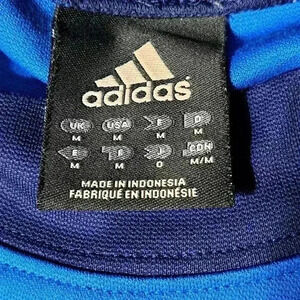 adidas
UK USA F D
M M M M
E F J CDN
M M O M/M
MADE IN INDONESIA
FABRIQUÉ EN INDONÉSIE